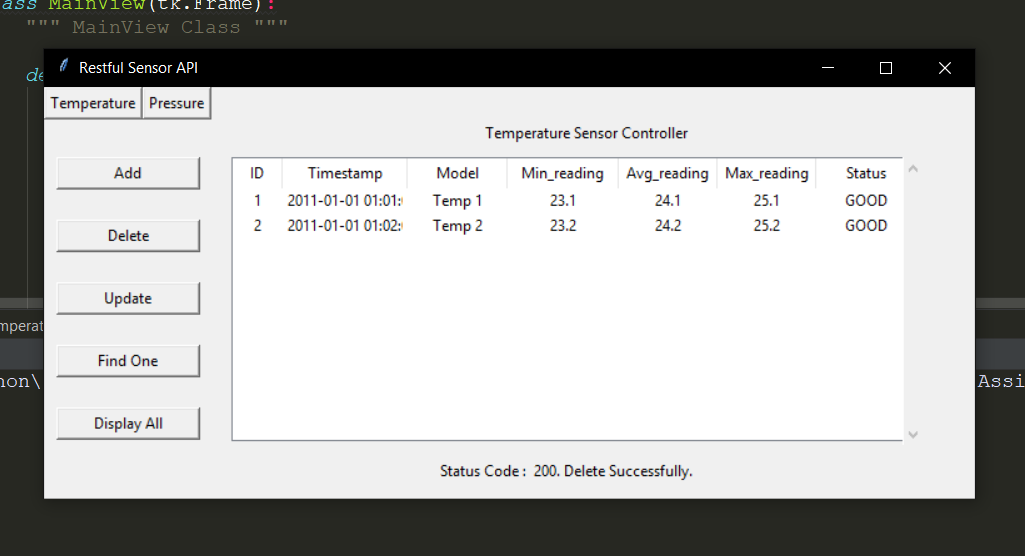 ass MainView(tk.Frame):
""" MainView Class """
de
Restful Sensor API
Temperature Pressure
Temperature Sensor Controller
Add
Delete
Update
Find One
Display All
ID Timestamp Model Min_reading Avg_reading Max_reading Status
1 2011-01-01 01:01: Temp 1 23.1 24.1 25.1 GOOD
2 2011-01-01 01:02: Temp 2 23.2 24.2 25.2 GOOD
Status Code : 200. Delete Successfully.
mperat
non\ Assi